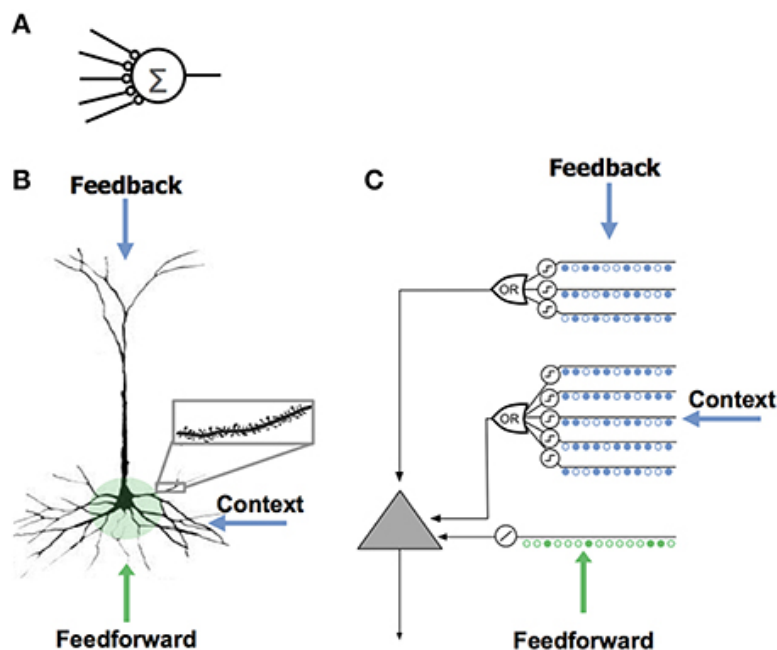 A
Σ
B
Feedback
Context
Feedforward
C
Feedback
OR
OR
Context
Feedforward